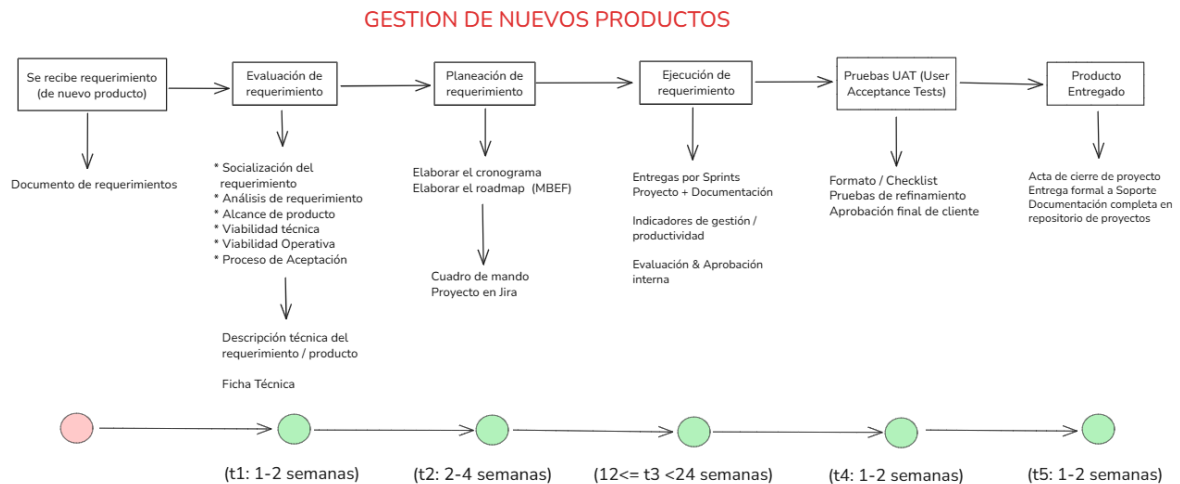 GESTION DE NUEVOS PRODUCTOS
Se recibe requerimiento
(de nuevo producto)
Evaluación de
requerimiento
Planeación de
requerimiento
Ejecución de
requerimiento
Pruebas UAT (User
Acceptance Tests)
Producto
Entregado
Documento de requerimientos
* Socialización del
requerimiento
* Análisis de requerimiento
* Alcance de producto
* Viabilidad técnica
* Viabilidad Operativa
* Proceso de Aceptación
Descripción técnica del
requerimiento / producto
Ficha Técnica
Elaborar el cronograma
Elaborar el roadmap (MBEF)
Cuadro de mando
Proyecto en Jira
Entregas por Sprints
Proyecto + Documentación
Indicadores de gestión /
productividad
Evaluación & Aprobación
interna
Formato / Checklist
Pruebas de refinamiento
Aprobación final de cliente
Acta de cierre de proyecto
Entrega formal a Soporte
Documentación completa en
repositorio de proyectos
(t1: 1-2 semanas)
(t2: 2-4 semanas)
(12<= t3 <24 semanas)
(t4: 1-2 semanas)
(t5: 1-2 semanas)